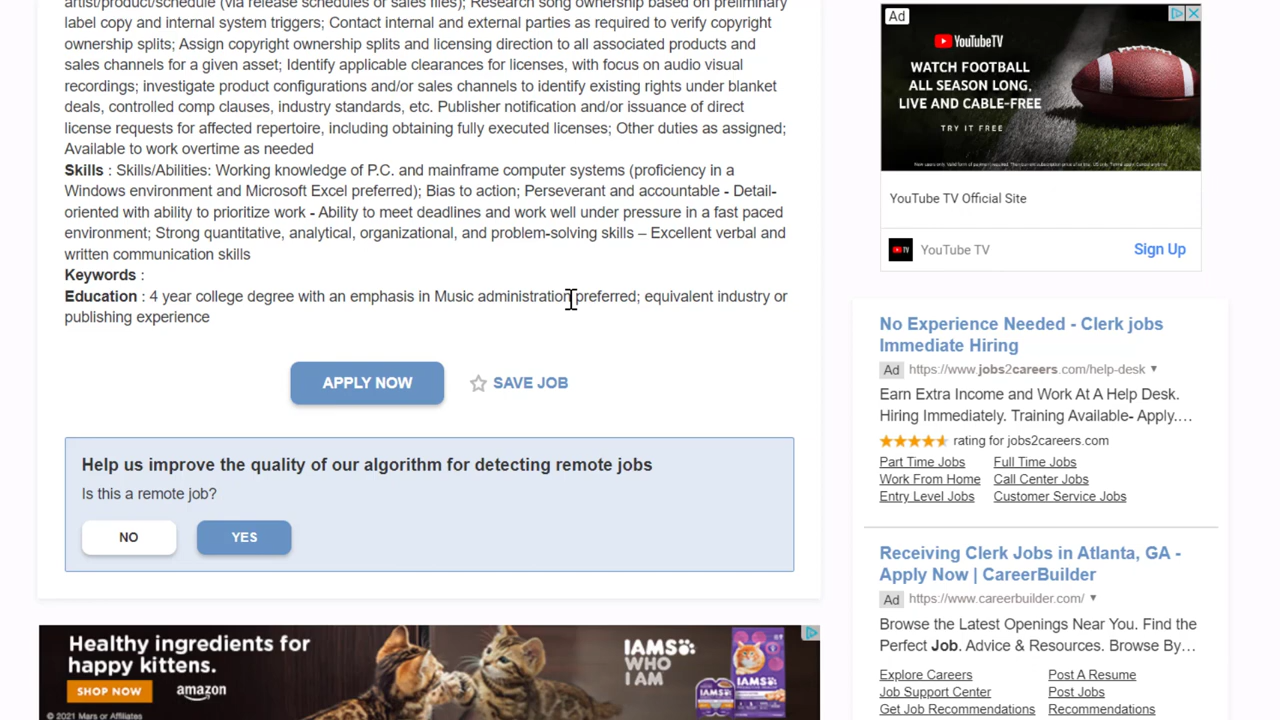 artist/product/schedule (via release schedules or sales files); Research song ownership based on preliminary
label copy and internal system triggers; Contact internal and external parties as required to verify copyright
ownership splits; Assign copyright ownership splits and licensing direction to all associated products and
sales channels for a given asset; Identify applicable clearances for licenses, with focus on audio visual
recordings; investigate product configurations and/or sales channels to identify existing rights under blanket
deals, controlled comp clauses, industry standards, etc. Publisher notification and/or issuance of direct
license requests for affected repertoire, including obtaining fully executed licenses; Other duties as assigned;
Available to work overtime as needed
Skills : Skills/Abilities: Working knowledge of P.C. and mainframe computer systems (proficiency in a
Windows environment and Microsoft Excel preferred); Bias to action; Perseverant and accountable - Detail-
oriented with ability to prioritize work - Ability to meet deadlines and work well under pressure in a fast paced
environment; Strong quantitative, analytical, organizational, and problem-solving skills – Excellent verbal and
written communication skills
Keywords :
Education : 4 year college degree with an emphasis in Music administration preferred; equivalent industry or
publishing experience
APPLY NOW
SAVE JOB
Help us improve the quality of our algorithm for detecting remote jobs
Is this a remote job?
NO
YES
Healthy ingredients for
happy kittens.
SHOP NOW
amazon
© 2021 Mars or Affiliates
IAMS
WHO
I AM
IAMS
Ad
YouTubeTV
WATCH FOOTBALL
ALL SEASON LONG,
LIVE AND CABLE-FREE
TRY IT FREE
YouTube TV Official Site
YouTube TV
Sign Up
No Experience Needed - Clerk jobs
Immediate Hiring
Ad https://www.jobs2careers.com/help-desk
Earn Extra Income and Work At A Help Desk.
Hiring Immediately. Training Available- Apply.…
rating for jobs2careers.com
Part Time Jobs Full Time Jobs
Work From Home Call Center Jobs
Entry Level Jobs Customer Service Jobs
Receiving Clerk Jobs in Atlanta, GA -
Apply Now | CareerBuilder
Ad https://www.careerbuilder.com/
Browse the Latest Openings Near You. Find the
Perfect Job. Advice & Resources. Browse By…
Explore Careers Post A Resume
Job Support Center Post Jobs
Get Job Recommendations Recommendations